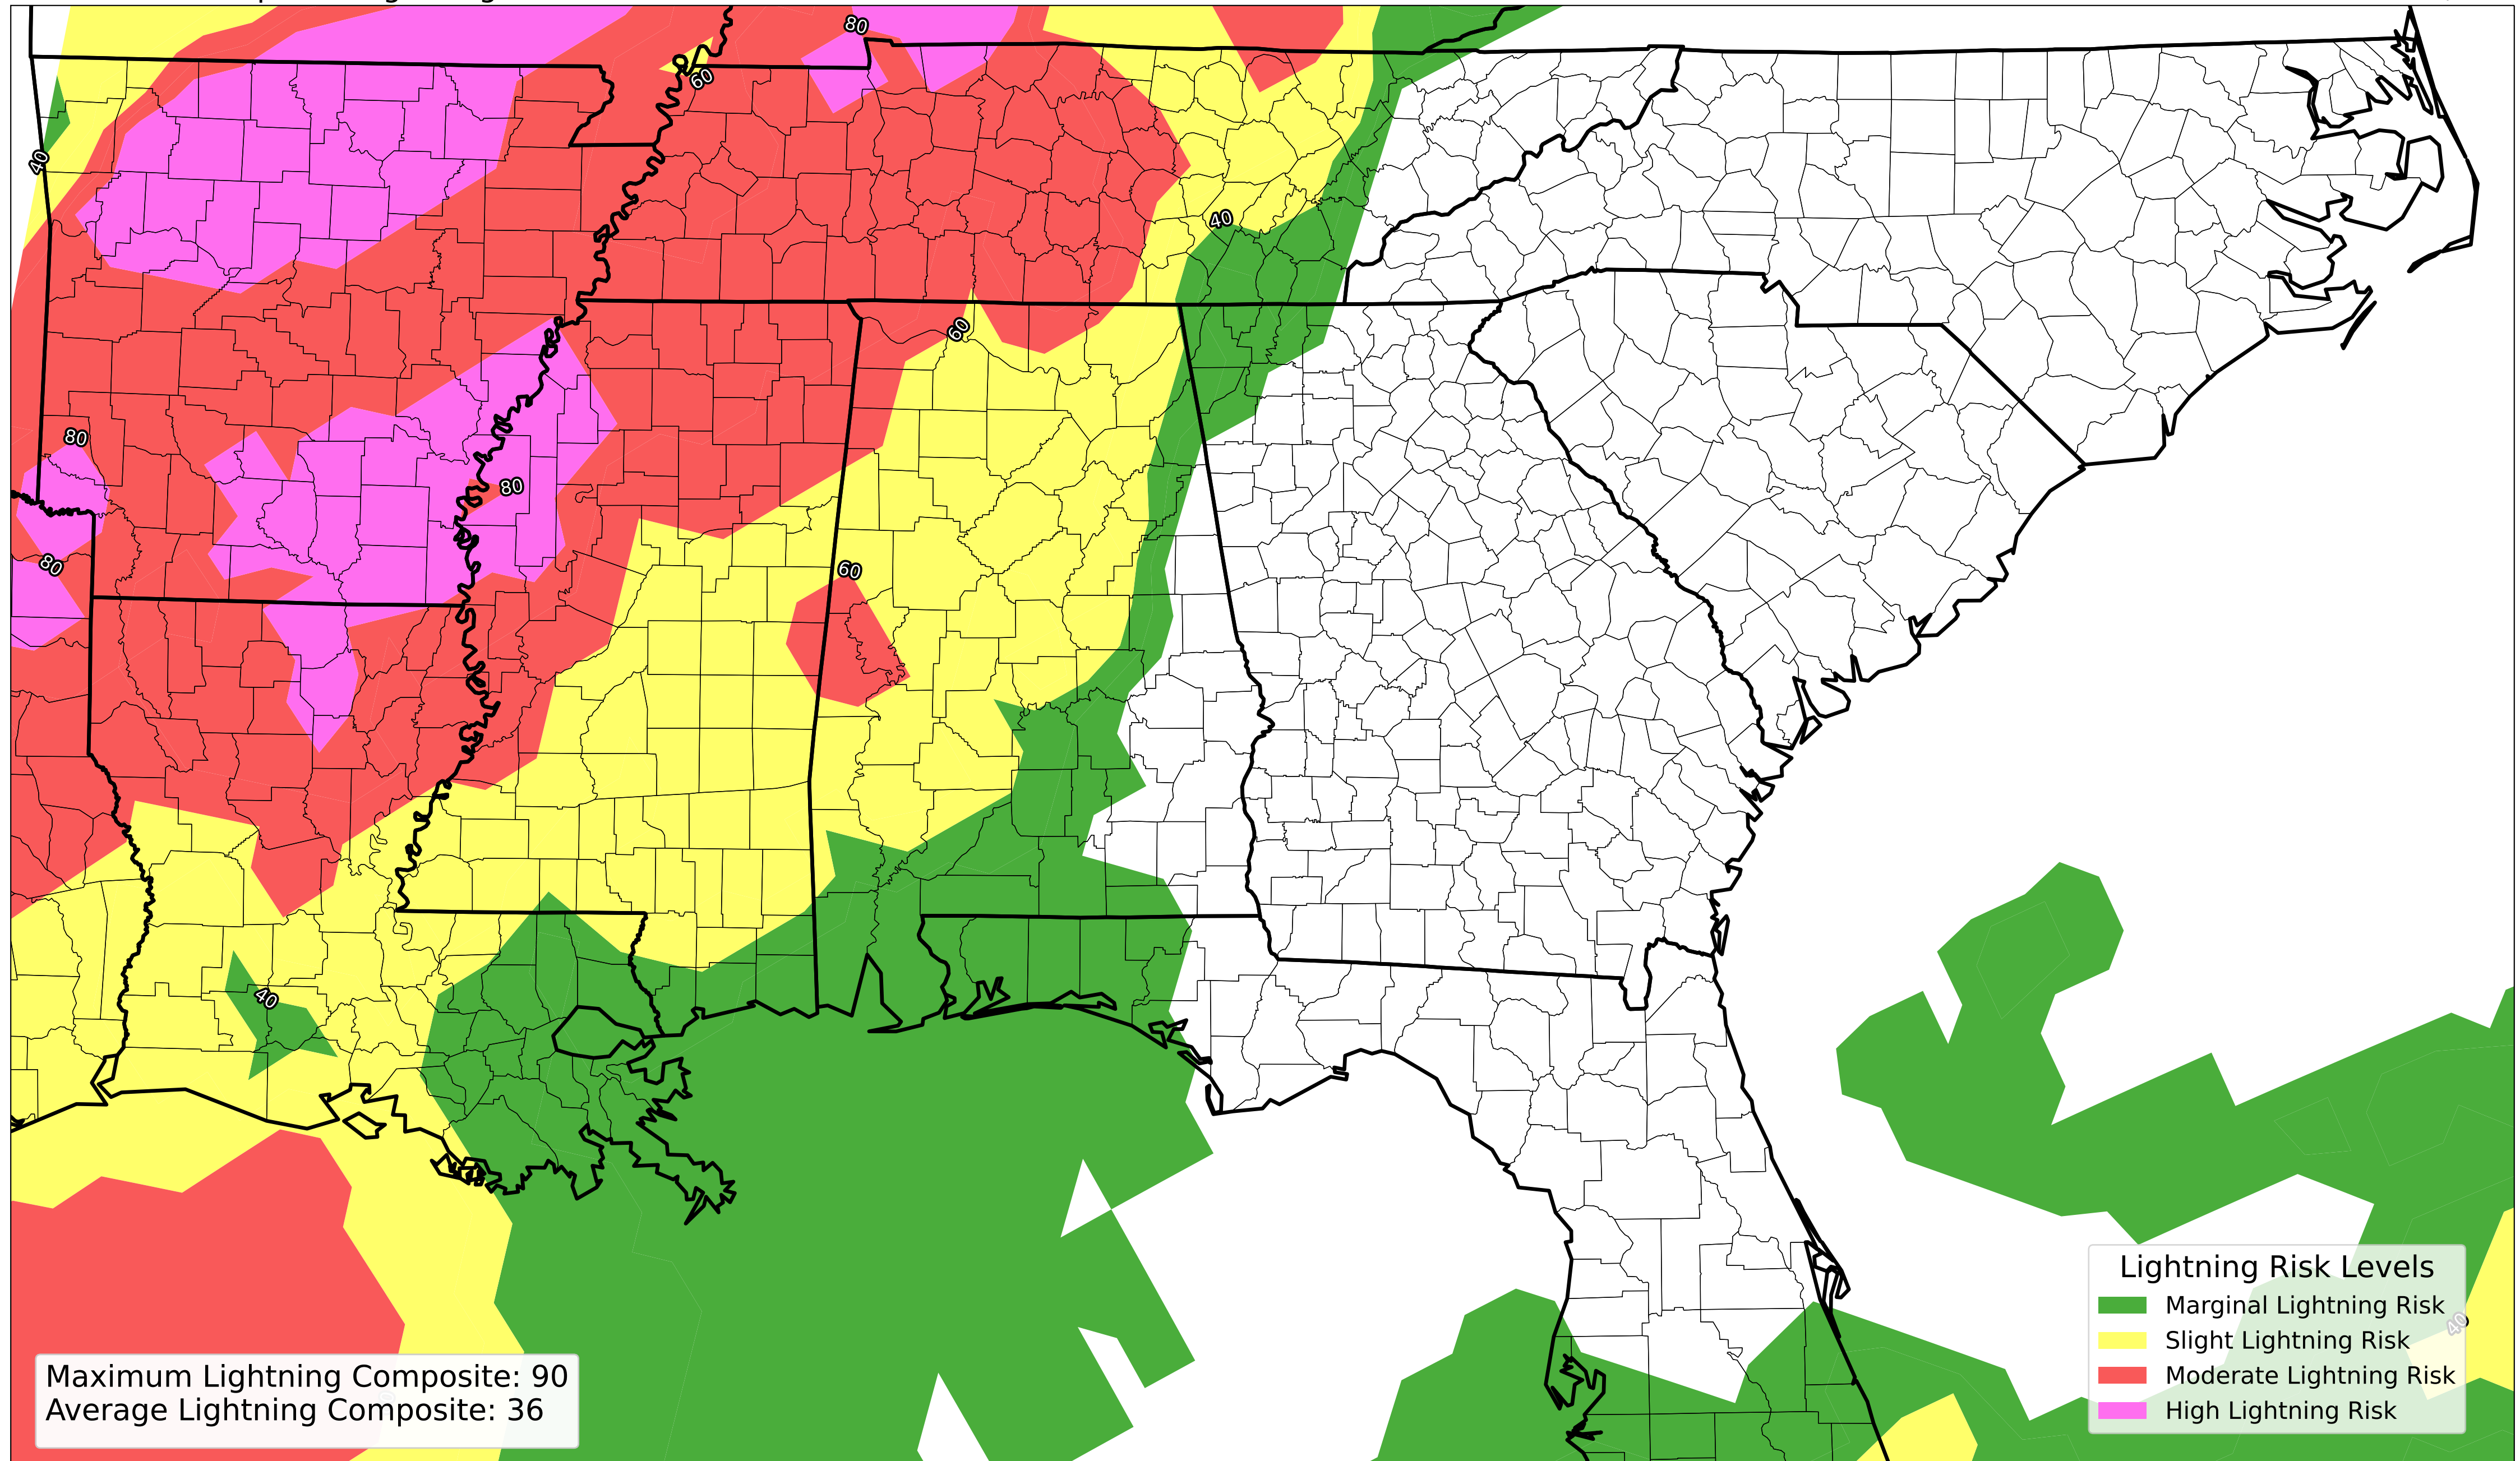 80
60
40
40
60
80
80
80
60
40
Lightning Risk Levels
Marginal Lightning Risk
40
Slight Lightning Risk
Moderate Lightning Risk
High Lightning Risk
Maximum Lightning Composite: 90
Average Lightning Composite: 36